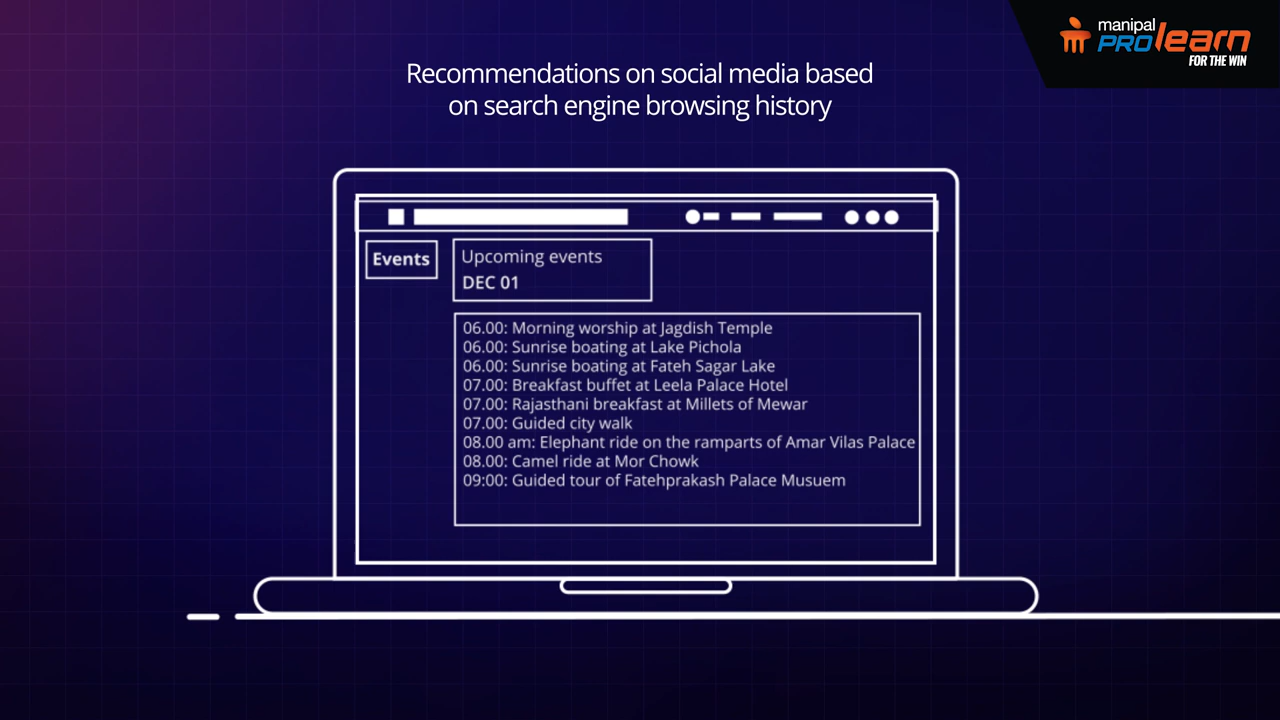 manipal
PROlearn
FOR THE WIN
Recommendations on social media based
on search engine browsing history
Events
Upcoming events
DEC 01
06.00: Morning worship at Jagdish Temple
06.00: Sunrise boating at Lake Pichola
06.00: Sunrise boating at Fateh Sagar Lake
07.00: Breakfast buffet at Leela Palace Hotel
07.00: Rajasthani breakfast at Millets of Mewar
07.00: Guided city walk
08.00 am: Elephant ride on the ramparts of Amar Vilas Palace
08.00: Camel ride at Mor Chowk
09:00: Guided tour of Fatehprakash Palace Musuem